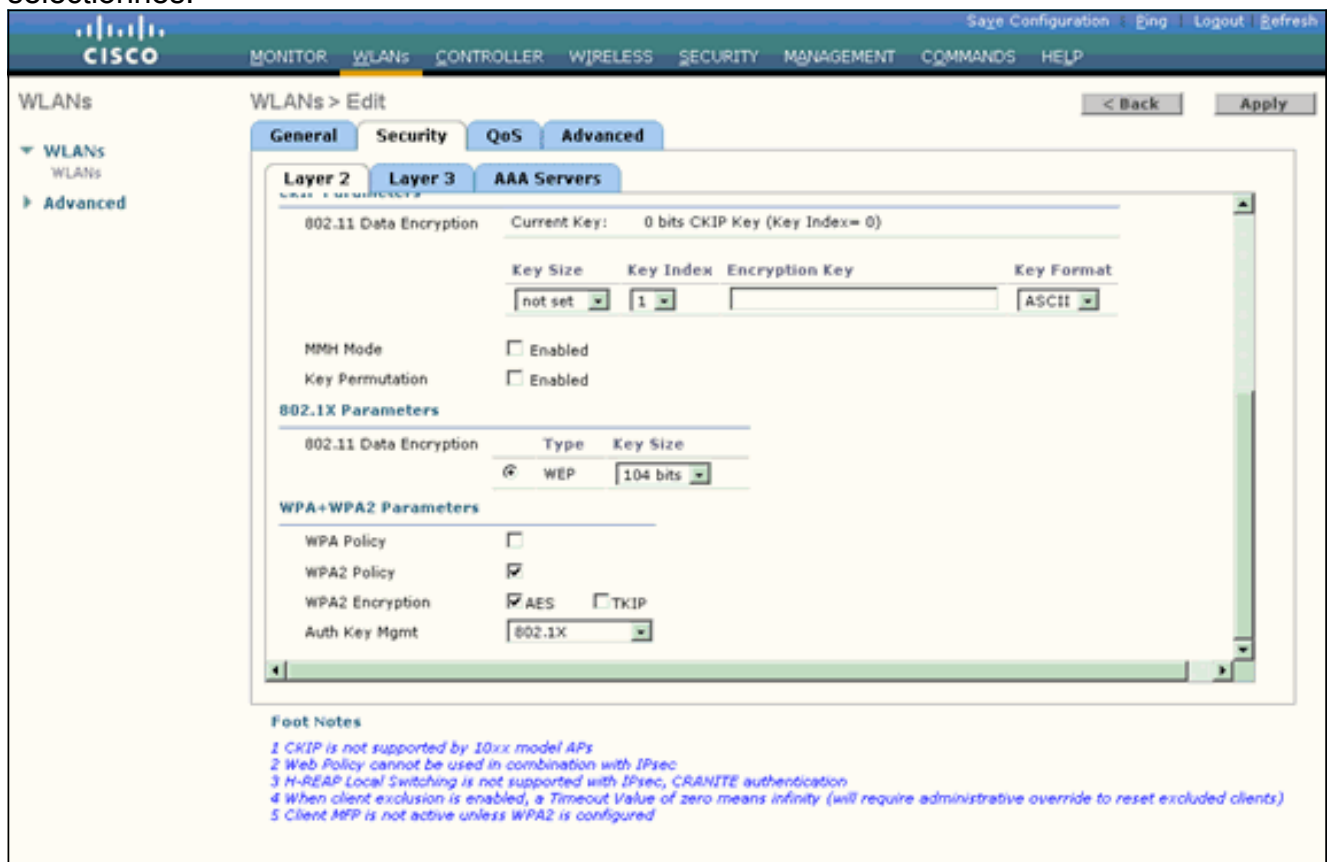 sélectionnés.
Save Configuration | Ping | Logout | Refresh
CISCO
MONITOR WLANs CONTROLLER WIRELESS SECURITY MANAGEMENT COMMANDS HELP
WLANs
WLANs > Edit
< Back Apply
General Security QoS Advanced
WLANs
WLANs
Advanced
Layer 2 Layer 3 AAA Servers
CKIP Parameters
802.11 Data Encryption Current Key: 0 bits CKIP Key (Key Index= 0)
Key Size Key Index Encryption Key Key Format
not set 1 ASCII
MMH Mode Enabled
Key Permutation Enabled
802.1X Parameters
802.11 Data Encryption Type Key Size
WEP 104 bits
WPA+WPA2 Parameters
WPA Policy
WPA2 Policy
WPA2 Encryption AES TKIP
Auth Key Mgmt 802.1X
Foot Notes
1 CKIP is not supported by 10xx model APs
2 Web Policy cannot be used in combination with IPsec
3 H-REAP Local Switching is not supported with IPsec, CRANITE authentication
4 When client exclusion is enabled, a Timeout Value of zero means infinity (will require administrative override to reset excluded clients)
5 Client MFP is not active unless WPA2 is configured